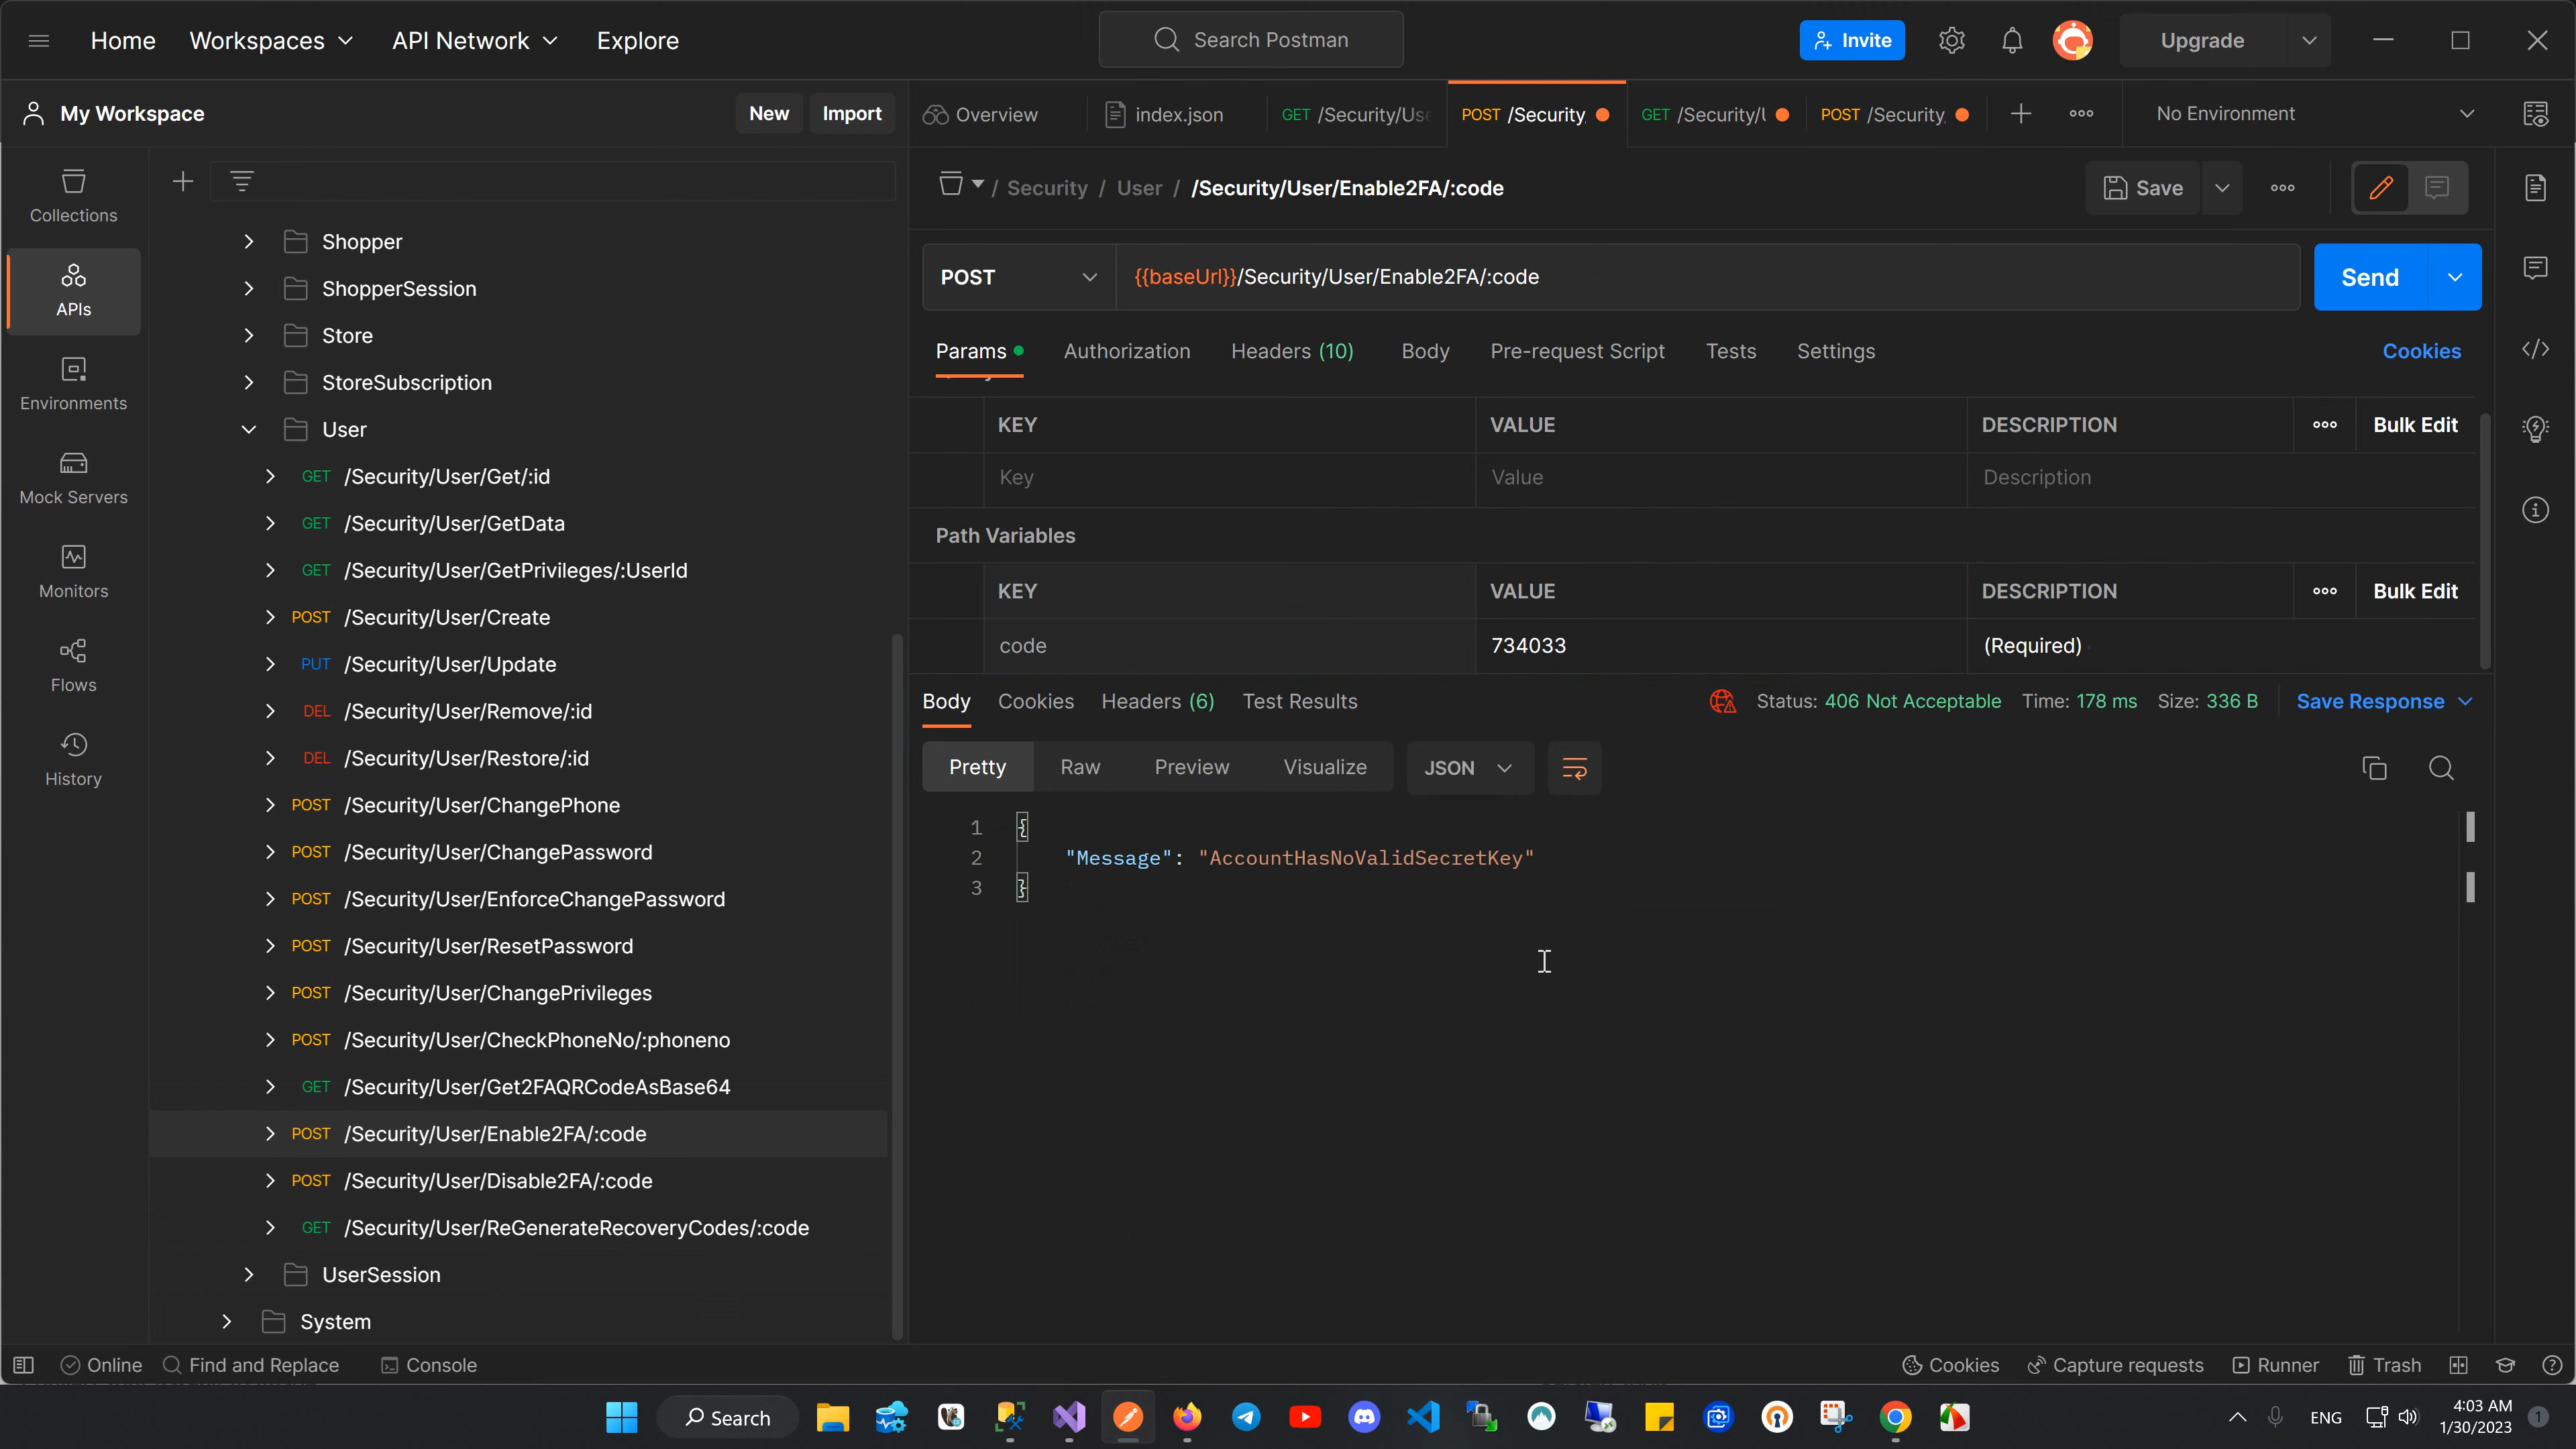 Home Workspaces API Network Explore Search Postman Invite Upgrade
My Workspace New Import Overview index.json GET /Security/Use POST /Security, GET /Security/U POST /Security, No Environment
/ Security / User / /Security/User/Enable2FA/:code Save
POST {{baseUrl}}/Security/User/Enable2FA/:code Send
Params Authorization Headers (10) Body Pre-request Script Tests Settings Cookies
KEY VALUE DESCRIPTION Bulk Edit
Key Value Description
Path Variables
KEY VALUE DESCRIPTION Bulk Edit
code 734033 (Required)
Body Cookies Headers (6) Test Results Status: 406 Not Acceptable Time: 178 ms Size: 336 B Save Response
Pretty Raw Preview Visualize JSON
1 {
2 "Message": "AccountHasNoValidSecretKey"
3 }
Collections
APIs
Environments
Mock Servers
Monitors
Flows
History
Shopper
ShopperSession
Store
StoreSubscription
User
GET /Security/User/Get/:id
GET /Security/User/GetData
GET /Security/User/GetPrivileges/:UserId
POST /Security/User/Create
PUT /Security/User/Update
DEL /Security/User/Remove/:id
DEL /Security/User/Restore/:id
POST /Security/User/ChangePhone
POST /Security/User/ChangePassword
POST /Security/User/EnforceChangePassword
POST /Security/User/ResetPassword
POST /Security/User/ChangePrivileges
POST /Security/User/CheckPhoneNo/:phoneno
GET /Security/User/Get2FAQRCodeAsBase64
POST /Security/User/Enable2FA/:code
POST /Security/User/Disable2FA/:code
GET /Security/User/ReGenerateRecoveryCodes/:code
UserSession
System
Online Find and Replace Console Cookies Capture requests Runner Trash
Search ENG 4:03 AM
1/30/2023 1